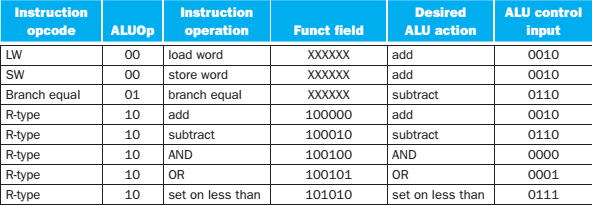 Instruction opcode ALUOp Instruction operation Funct field Desired ALU action ALU control input
LW 00 load word XXXXXX add 0010
SW 00 store word XXXXXX add 0010
Branch equal 01 branch equal XXXXXX subtract 0110
R-type 10 add 100000 add 0010
R-type 10 subtract 100010 subtract 0110
R-type 10 AND 100100 AND 0000
R-type 10 OR 100101 OR 0001
R-type 10 set on less than 101010 set on less than 0111